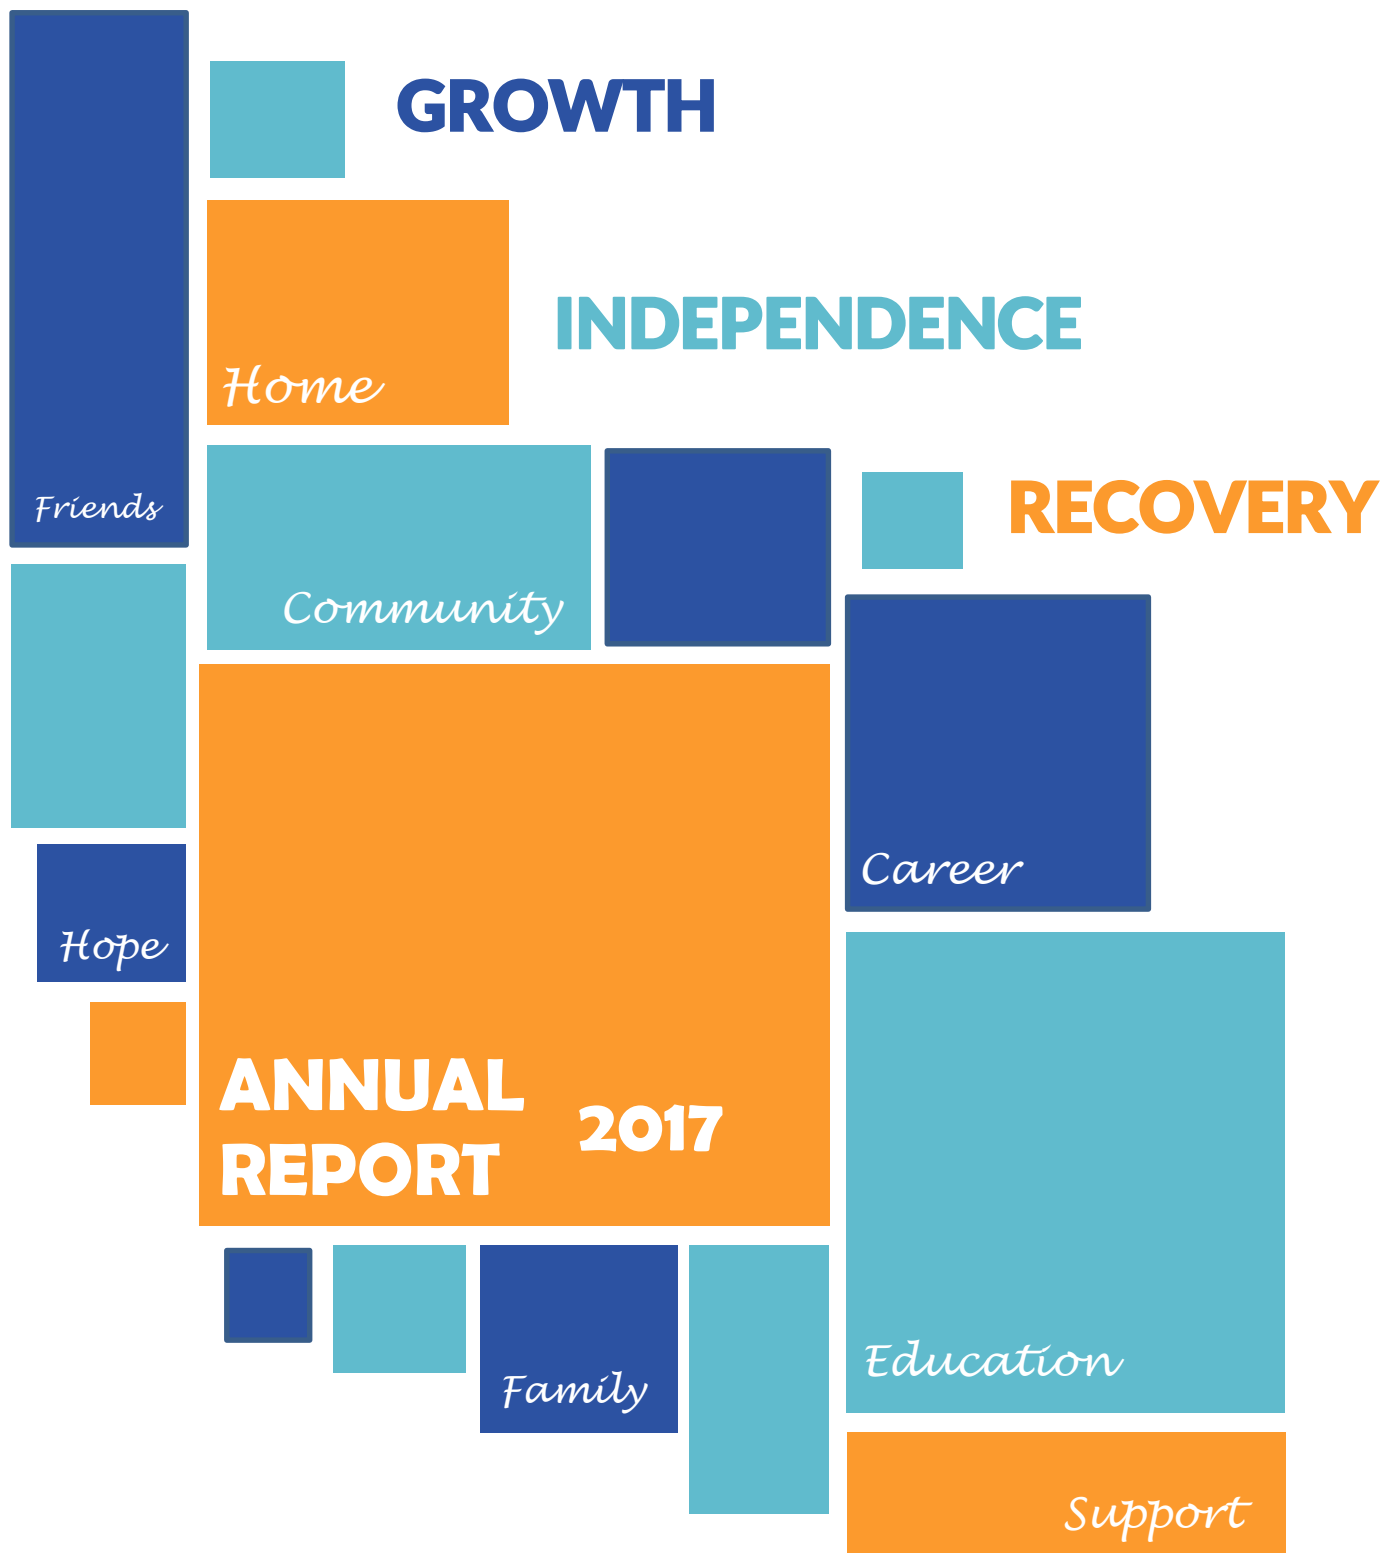 GROWTH
Home
INDEPENDENCE
Friends
RECOVERY
Community
Career
Hope
ANNUAL
REPORT
2017
Education
Family
Support